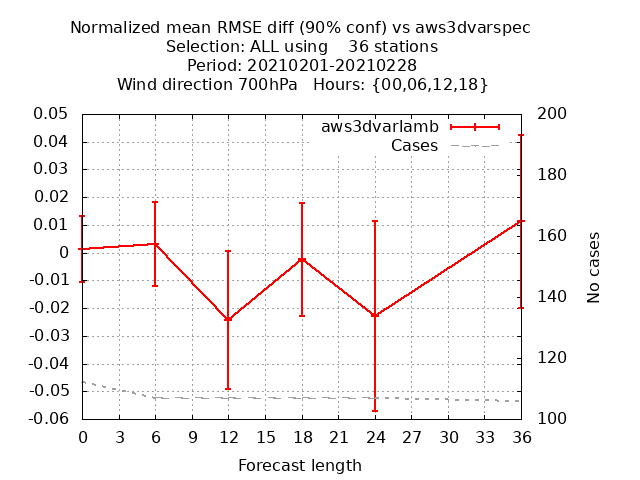 Normalized mean RMSE diff (90% conf) vs aws3dvarspec
Selection: ALL using    36 stations
Period: 20210201-20210228
Wind direction 700hPa   Hours: {00,06,12,18}
aws3dvarlamb
Cases
0.05
0.04
0.03
0.02
0.01
0
-0.01
-0.02
-0.03
-0.04
-0.05
-0.06
200
180
160
140
120
100
No cases
0 3 6 9 12 15 18 21 24 27 30 33 36
Forecast length